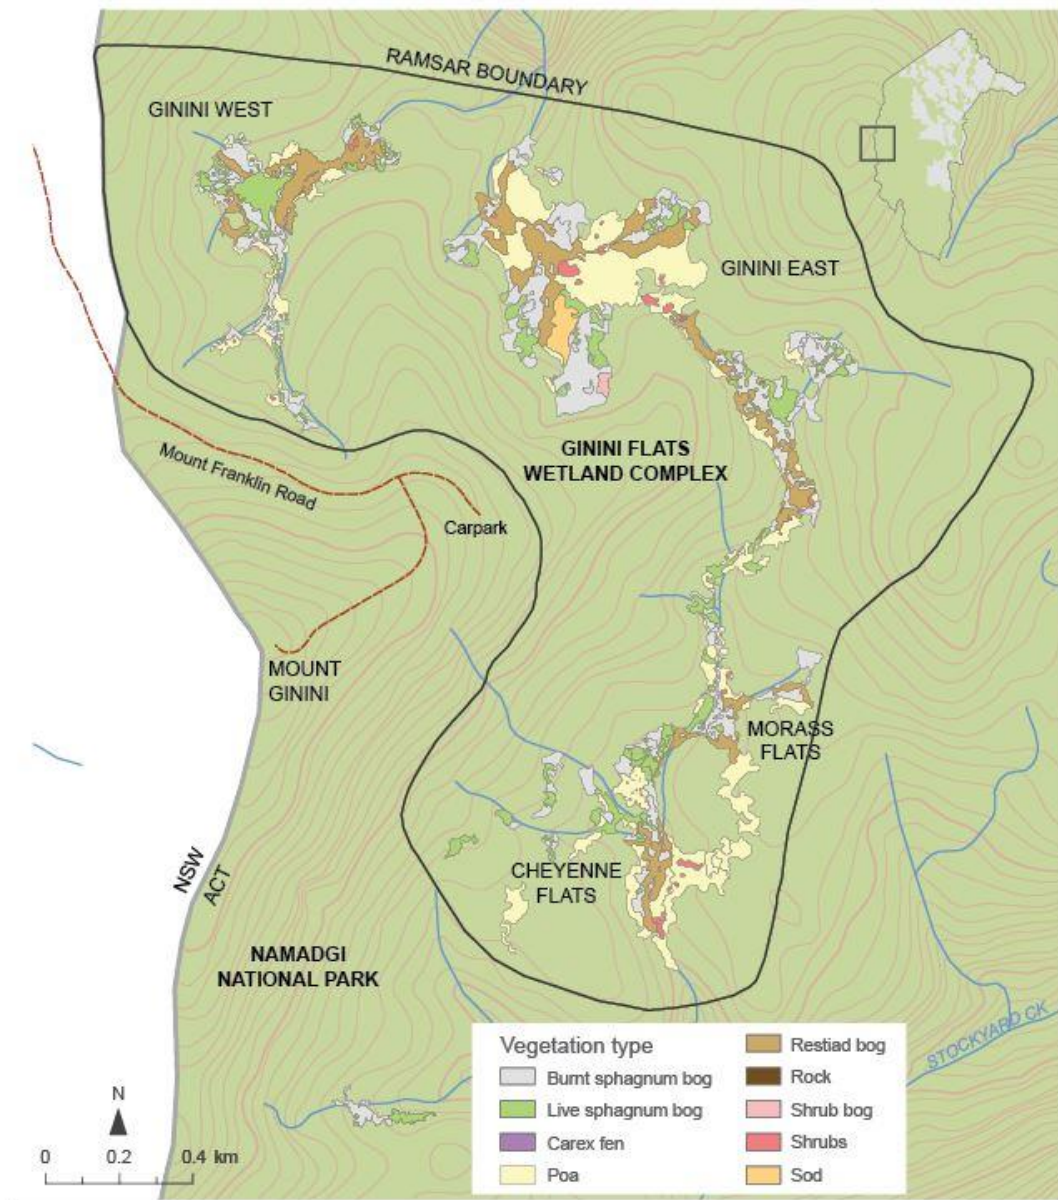 RAMSAR BOUNDARY
GININI WEST
GININI EAST
GININI FLATS
WETLAND COMPLEX
Mount Franklin Road
Carpark
MOUNT
GININI
MORASS
FLATS
CHEYENNE
FLATS
NSW
ACT
NAMADGI
NATIONAL PARK
STOCKYARD CK
N
0 0.2 0.4 km
Vegetation type
Burnt sphagnum bog
Live sphagnum bog
Carex fen
Poa
Restiad bog
Rock
Shrub bog
Shrubs
Sod